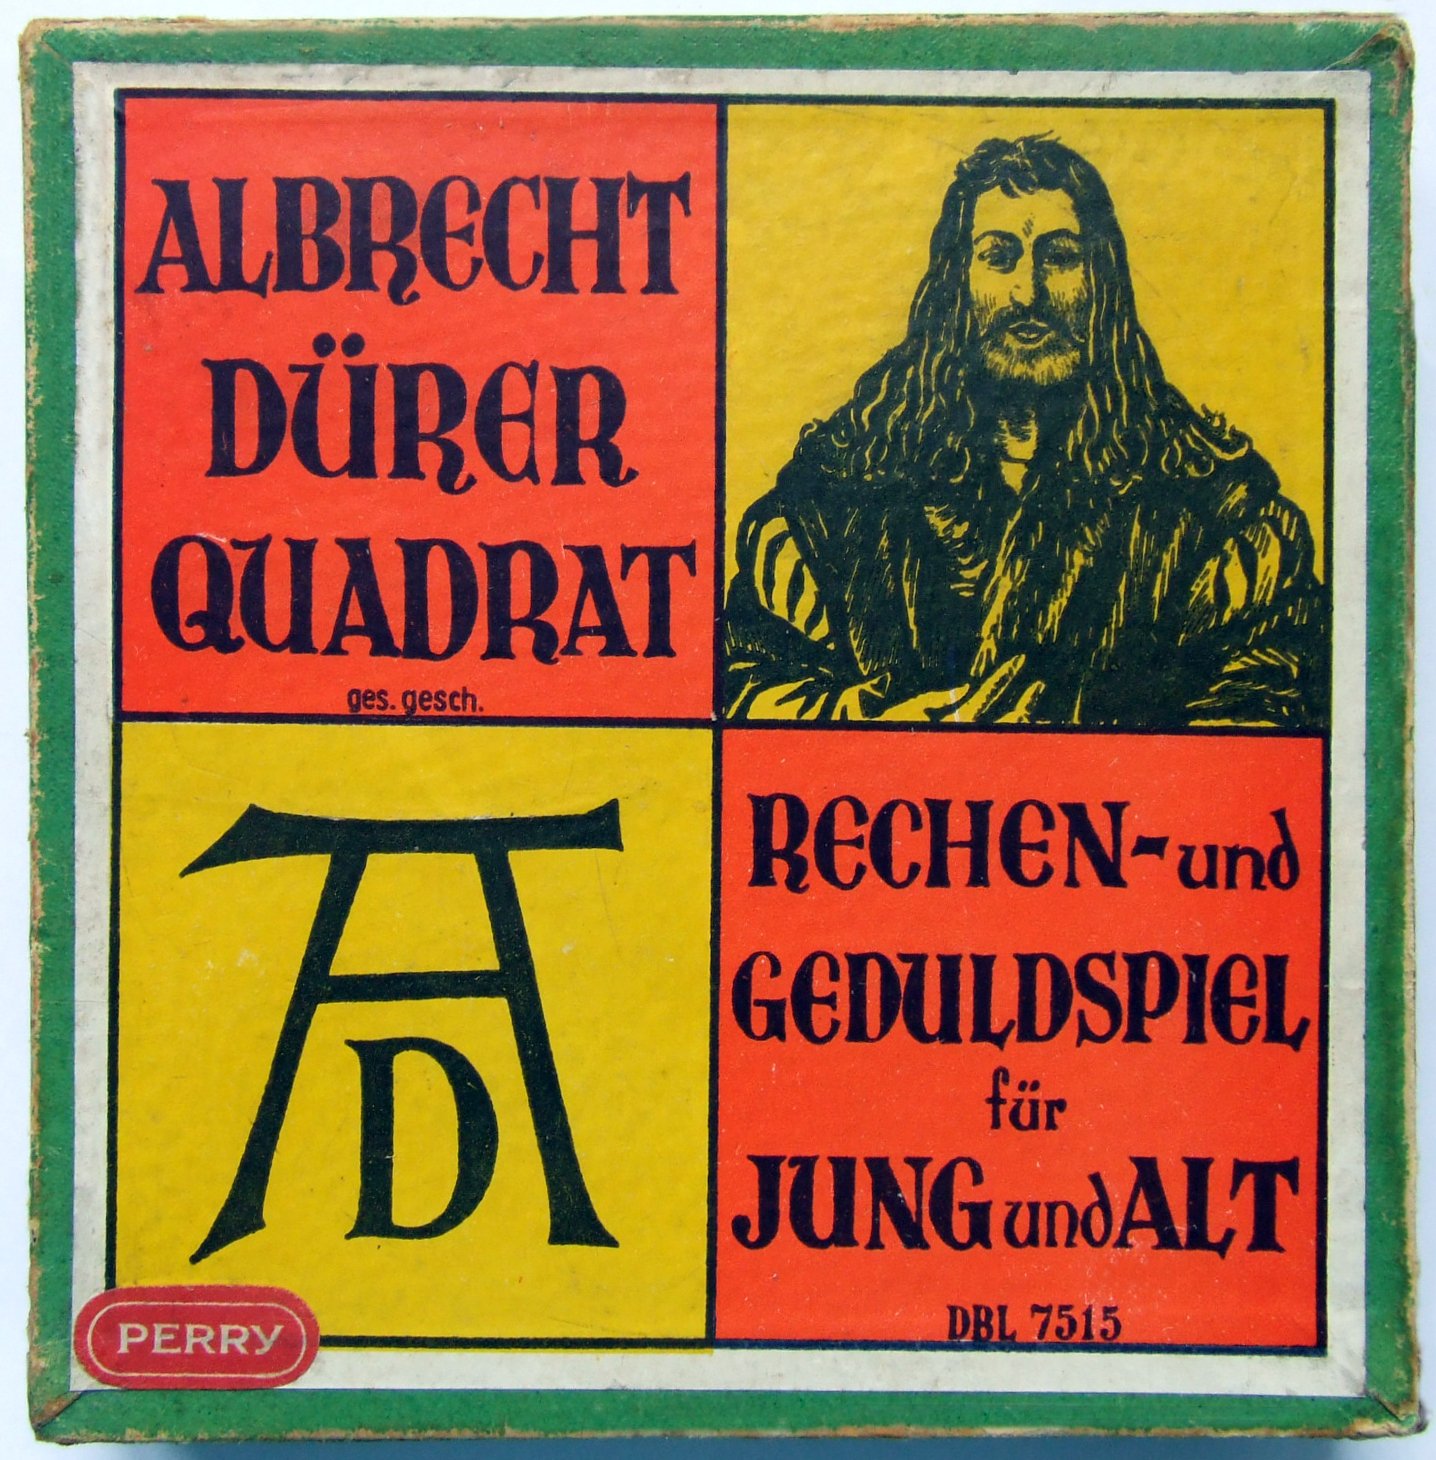 ALBRECHT
DÜRER
QUADRAT
ges. gesch.
AD
RECHEN-und
GEDULDSPIEL
für
JUNG und ALT
DBL 7515
PERRY